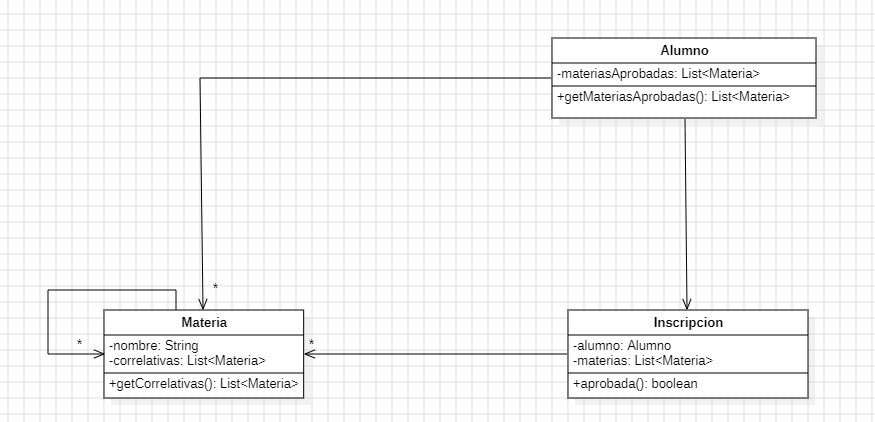 Alumno
-materiasAprobadas: List<Materia>
+getMateriasAprobadas(): List<Materia>
*
*
Materia
-nombre: String
-correlativas: List<Materia>
+getCorrelativas(): List<Materia>
*
Inscripcion
-alumno: Alumno
-materias: List<Materia>
+aprobada(): boolean